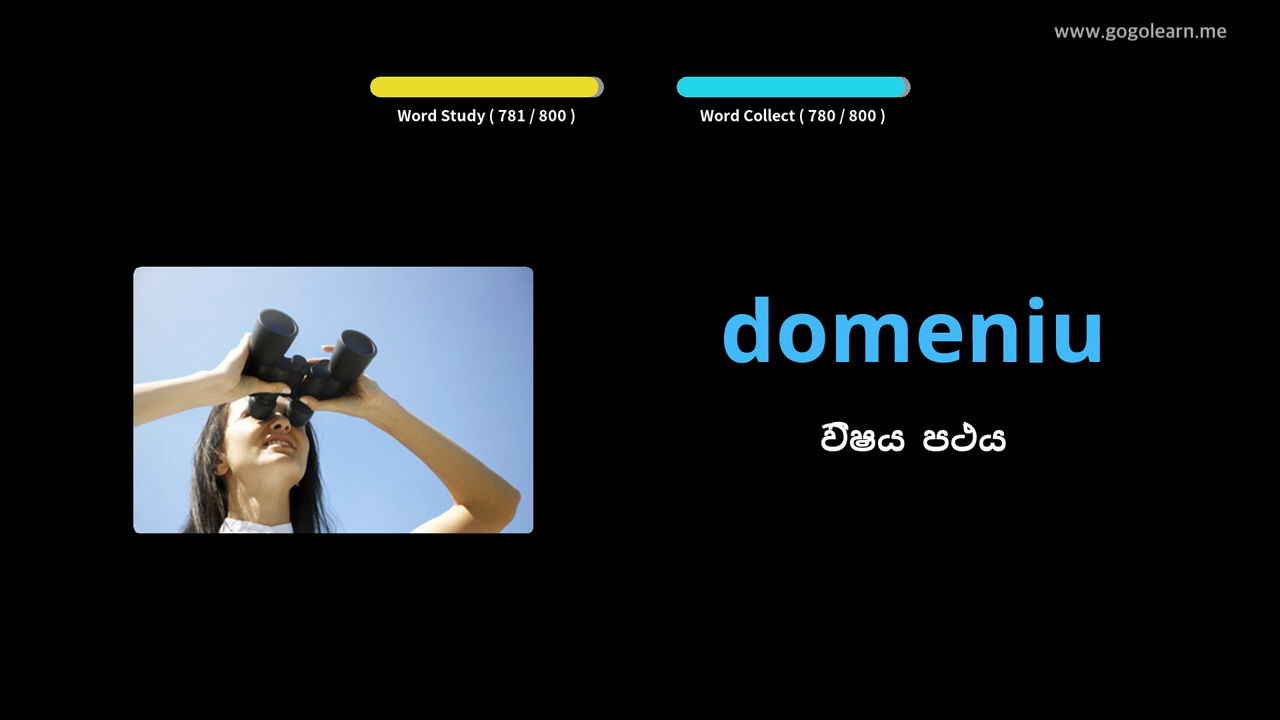 www.gogolearn.me
Word Study ( 781 / 800 )
Word Collect ( 780 / 800 )
domeniu
විෂය පථය